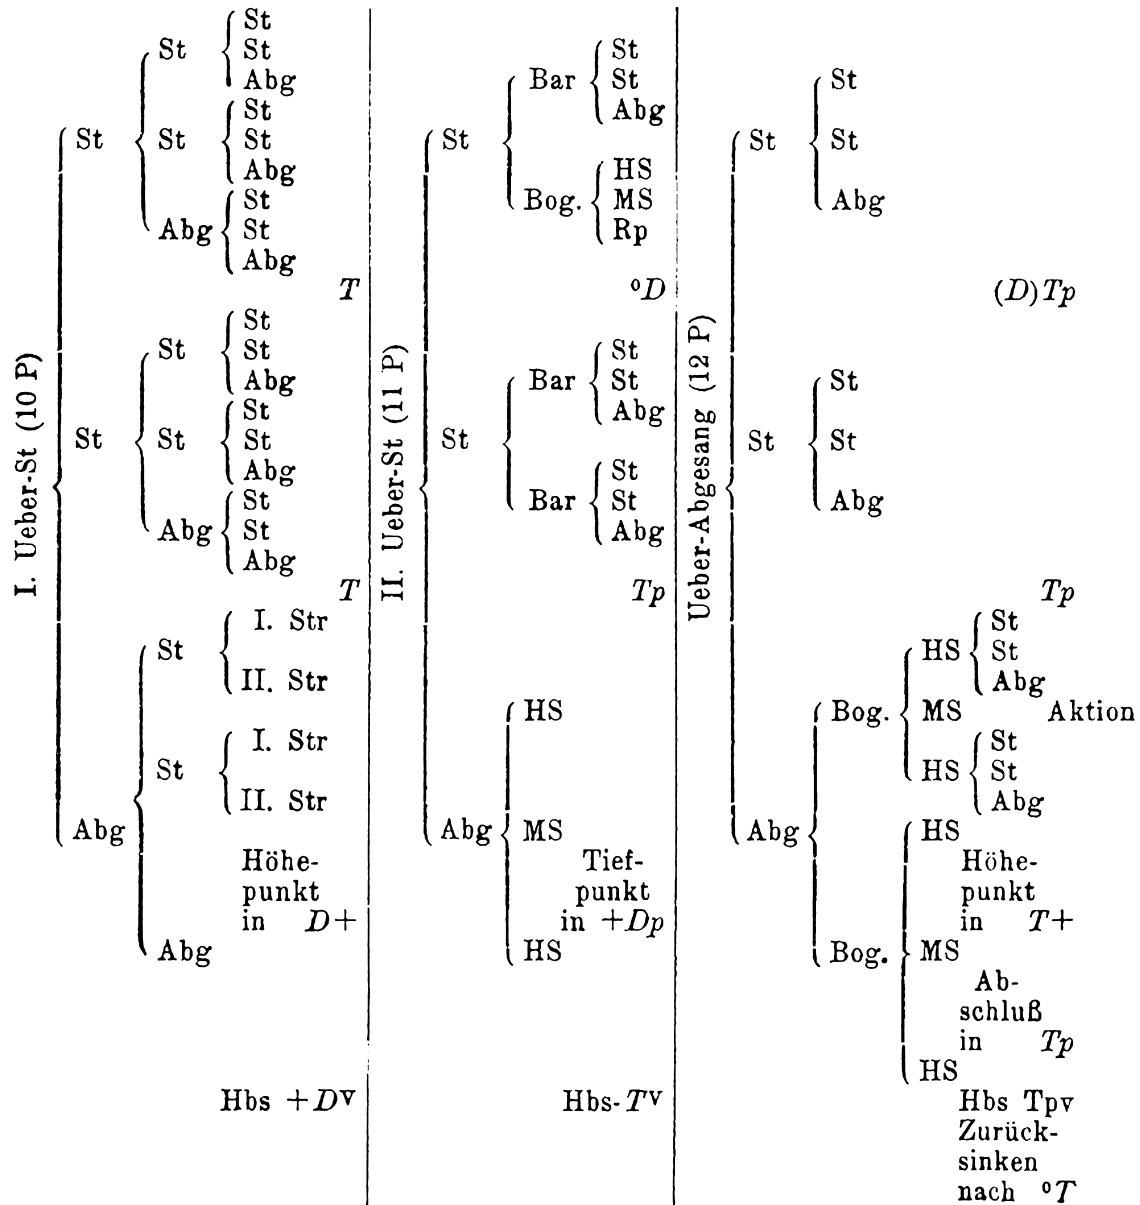 I. Ueber-St (10 P)
St
St
St
St
Abg
St
St
St
Abg
Abg
St
St
Abg
T
St
St
St
St
Abg
St
St
St
Abg
Abg
St
St
Abg
T
Abg
St
I. Str
II. Str
St
I. Str
II. Str
Höhe-
punkt
in D+
Abg
Hbs +Dv
II. Ueber-St (11 P)
St
Bar
St
St
Abg
Bog.
HS
MS
Rp
°D
St
Bar
St
St
Abg
Bar
St
St
Abg
Tp
Abg
HS
MS
Tief-
punkt
in +Dp
HS
Hbs-Tv
Ueber-Abgesang (12 P)
St
St
St
Abg
(D) Tp
St
St
St
Abg
Tp
Abg
Bog.
HS
St
St
Abg
MS Aktion
HS
St
St
Abg
Bog.
HS
Höhe-
punkt
in T+
MS
Ab-
schluß
in Tp
HS
Hbs Tpv
Zurück-
sinken
nach °T